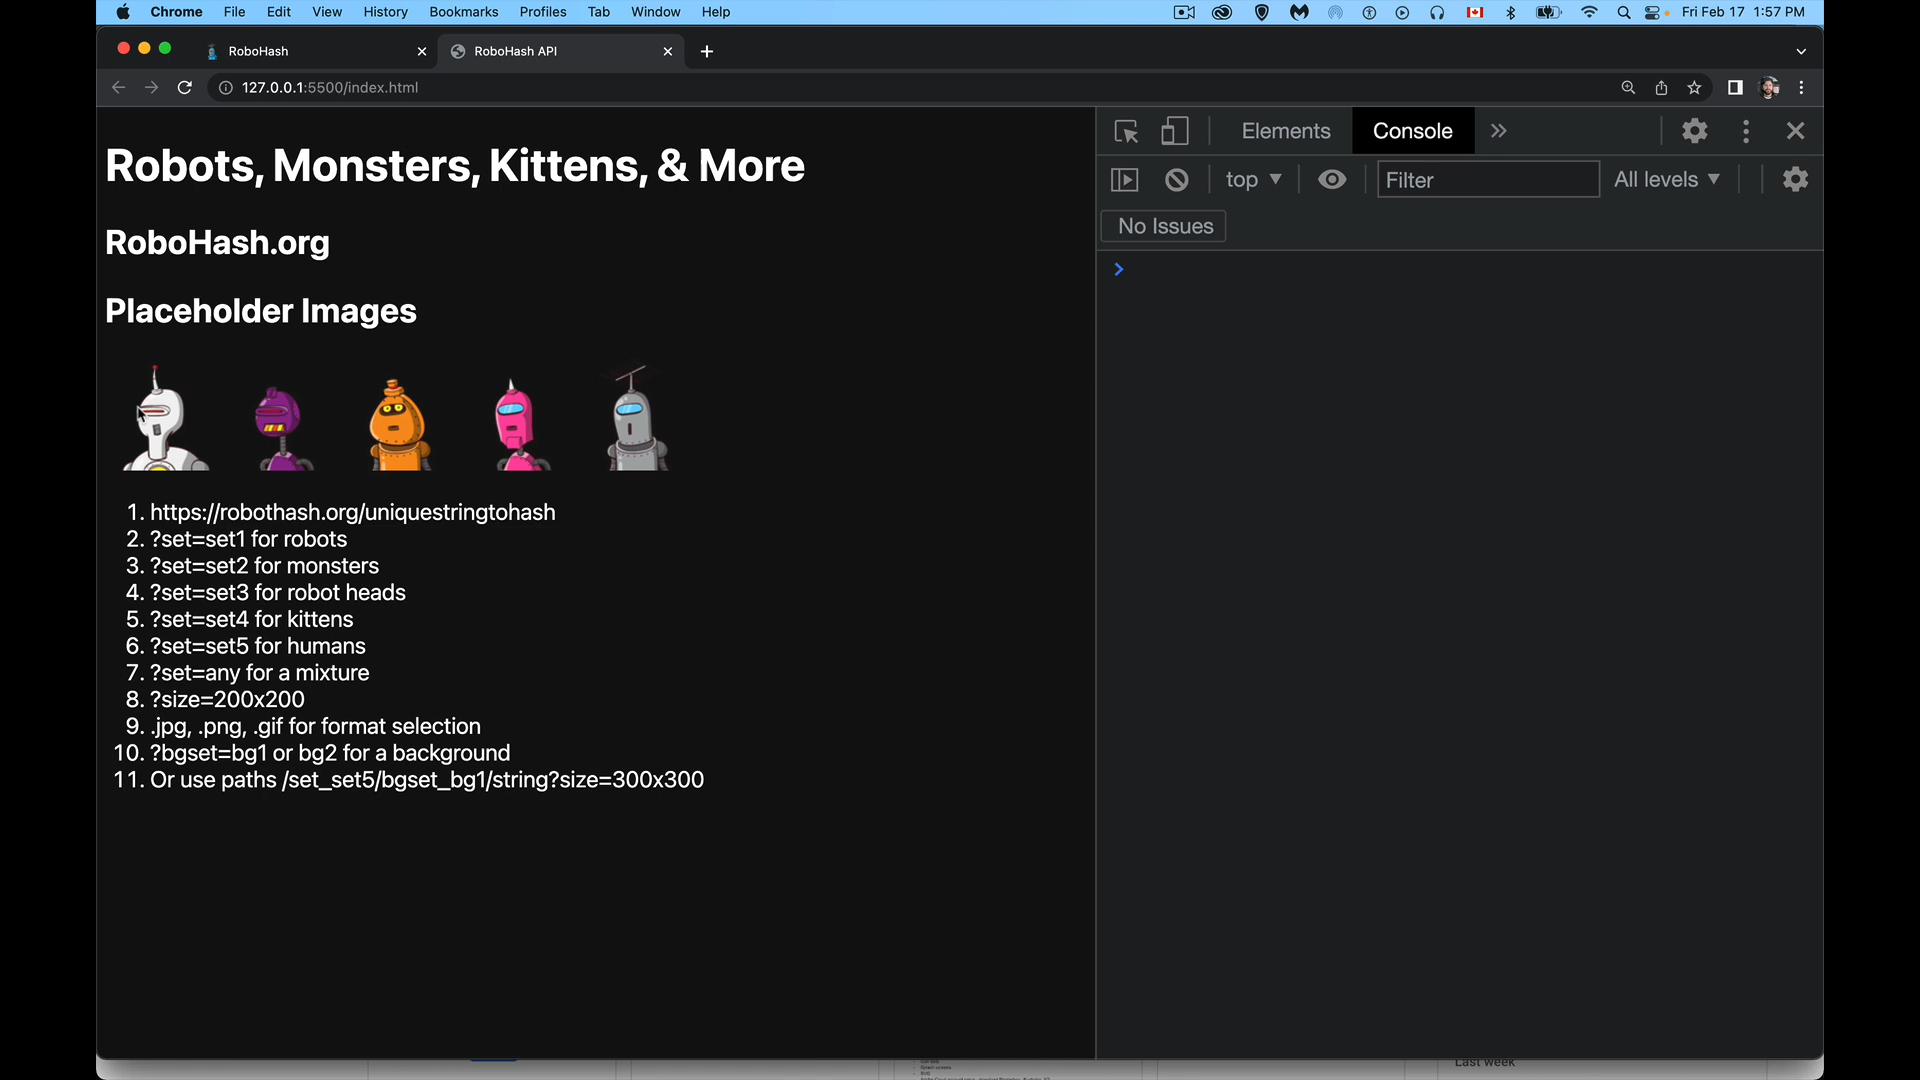 Chrome File Edit View History Bookmarks Profiles Tab Window Help Fri Feb 17 1:57 PM
RoboHash RoboHash API
127.0.0.1:5500/index.html
Robots, Monsters, Kittens, & More
RoboHash.org
Placeholder Images
1. https://robothash.org/uniquestringtohash
2. ?set=set1 for robots
3. ?set=set2 for monsters
4. ?set=set3 for robot heads
5. ?set=set4 for kittens
6. ?set=set5 for humans
7. ?set=any for a mixture
8. ?size=200x200
9. .jpg, .png, .gif for format selection
10. ?bgset=bg1 or bg2 for a background
11. Or use paths /set_set5/bgset_bg1/string?size=300x300
Elements Console
top Filter All levels
No Issues
Last week